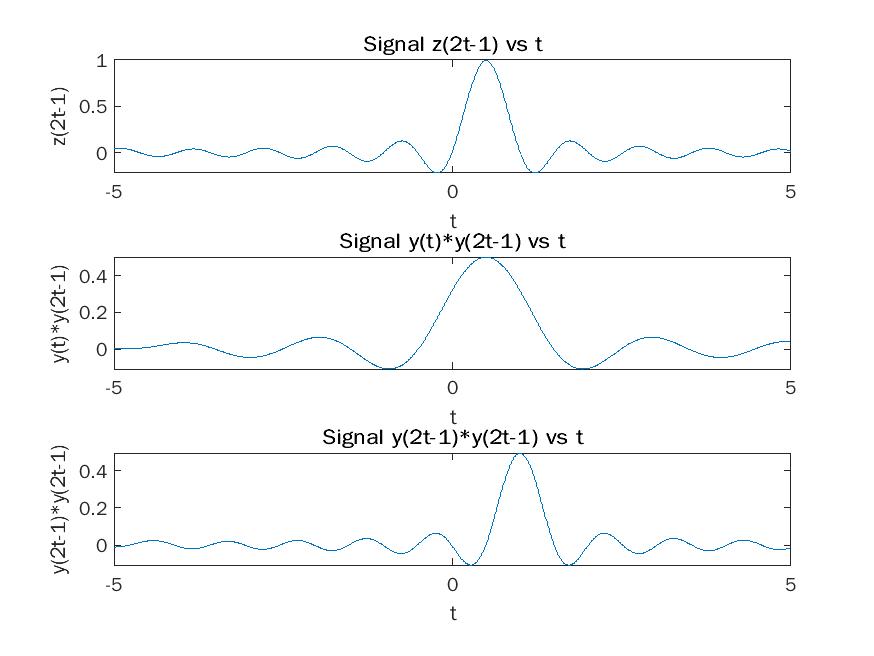 Signal z(2t-1) vs t
z(2t-1)
1
0.5
0
-5 0 5
t
Signal y(t)*y(2t-1) vs t
y(t)*y(2t-1)
0.4
0.2
0
-5 0 5
t
Signal y(2t-1)*y(2t-1) vs t
y(2t-1)*y(2t-1)
0.4
0.2
0
-5 0 5
t